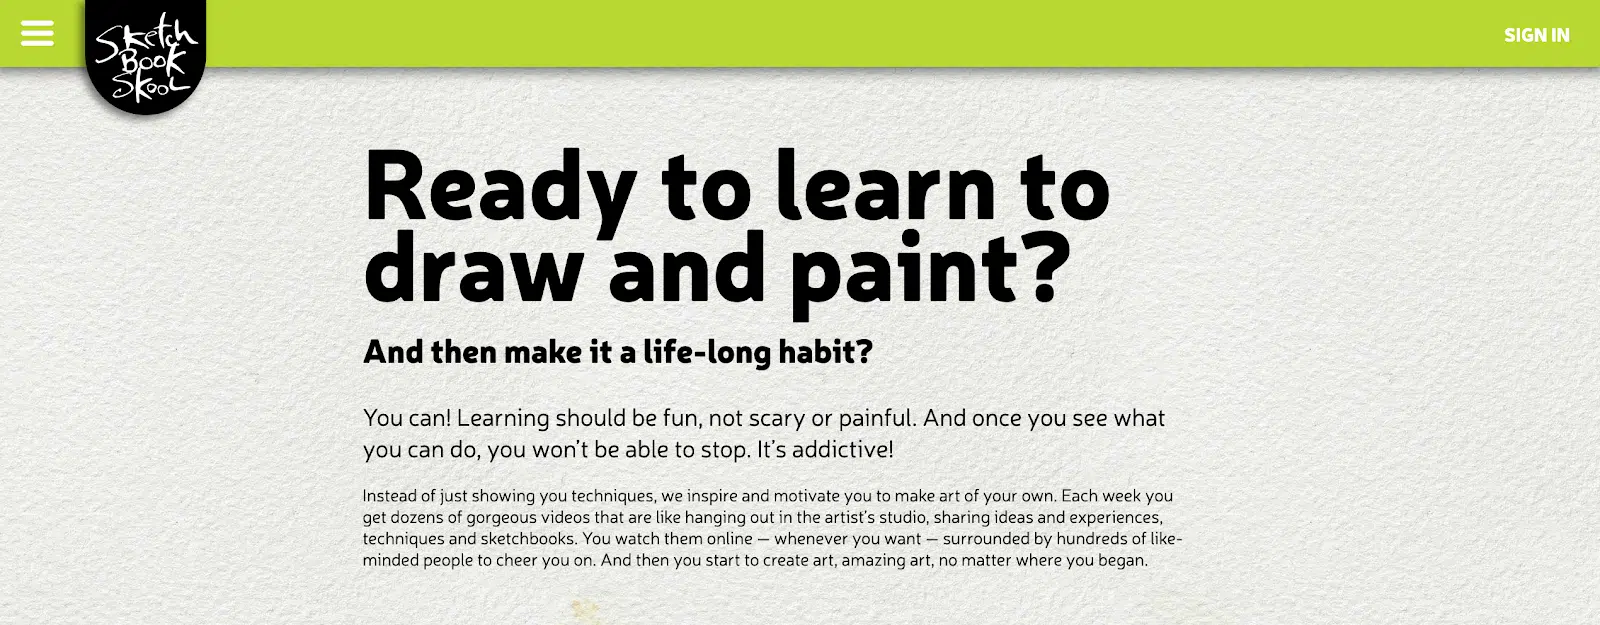 Sketch
Book
Skool
SIGN IN
Ready to learn to
draw and paint?
And then make it a life-long habit?
You can! Learning should be fun, not scary or painful. And once you see what
you can do, you won't be able to stop. It's addictive!
Instead of just showing you techniques, we inspire and motivate you to make art of your own. Each week you
get dozens of gorgeous videos that are like hanging out in the artist's studio, sharing ideas and experiences,
techniques and sketchbooks. You watch them online — whenever you want — surrounded by hundreds of like-
minded people to cheer you on. And then you start to create art, amazing art, no matter where you began.